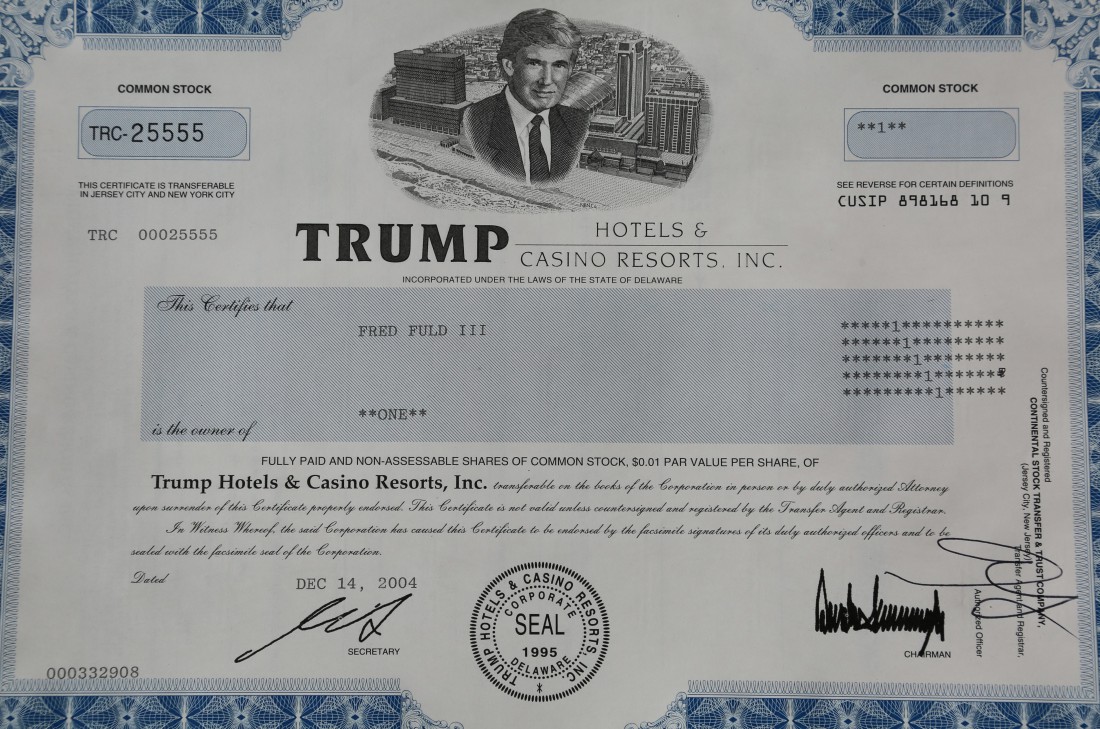 COMMON STOCK
COMMON STOCK
TRC-25555
**1**
THIS CERTIFICATE IS TRANSFERABLE
IN JERSEY CITY AND NEW YORK CITY
SEE REVERSE FOR CERTAIN DEFINITIONS
CUSIP 898168 10 9
TRC 00025555
TRUMP HOTELS &
CASINO RESORTS, INC.
INCORPORATED UNDER THE LAWS OF THE STATE OF DELAWARE
This Certifies that
FRED FULD III
*****1**********
******1*********
*******1********
********1*******
*********1******
**ONE**
is the owner of
FULLY PAID AND NON-ASSESSABLE SHARES OF COMMON STOCK, $0.01 PAR VALUE PER SHARE, OF
Trump Hotels & Casino Resorts, Inc. transferable on the books of the Corporation in person or by duly authorized Attorney
upon surrender of this Certificate properly endorsed. This Certificate is not valid unless countersigned and registered by the Transfer Agent and Registrar.
In Witness Whereof, the said Corporation has caused this Certificate to be endorsed by the facsimile signatures of its duly authorized officers and to be
sealed with the facsimile seal of the Corporation.
Dated
DEC 14, 2004
SECRETARY
TRUMP HOTELS & CASINO RESORTS INC.
CORPORATE
SEAL
1995
DELAWARE
CHAIRMAN
000332908
Countersigned and Registered
CONTINENTAL STOCK TRANSFER & TRUST COMPANY,
(Jersey City, New Jersey)
Transfer Agent and Registrar,
By
Authorized Officer